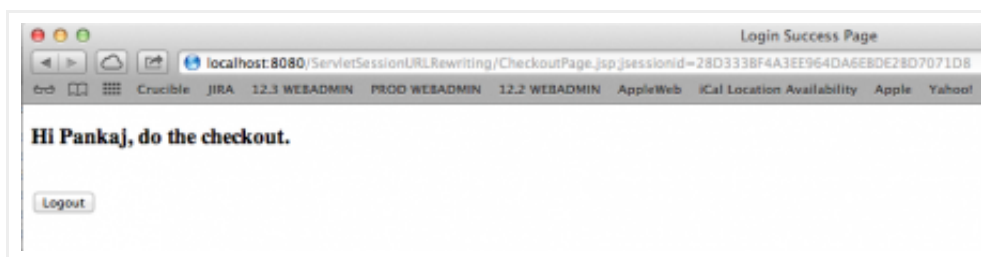 Login Success Page
localhost:8080/ServletSessionURLRewriting/CheckoutPage.jsp;jsessionid=28D333BF4A3EE964DA6EBDE28D7071D8
Crucible JIRA 12.3 WEBADMIN PROD WEBADMIN 12.2 WEBADMIN AppleWeb iCal Location Availability Apple Yahoo!
Hi Pankaj, do the checkout.
Logout